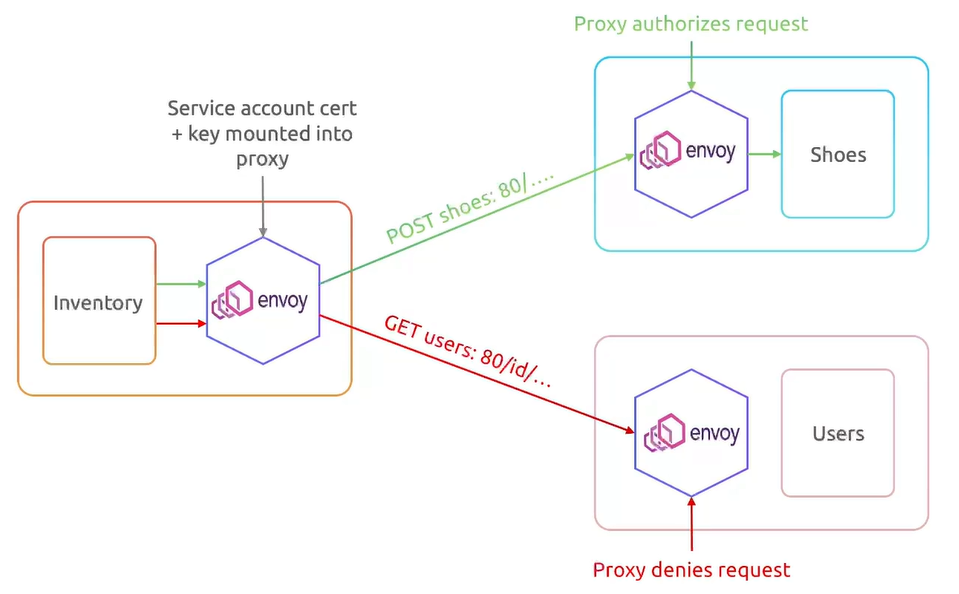 Proxy authorizes request
Service account cert
+ key mounted into
proxy
envoy
Shoes
POST shoes: 80/....
Inventory
envoy
GET users: 80/id/...
envoy
Users
Proxy denies request